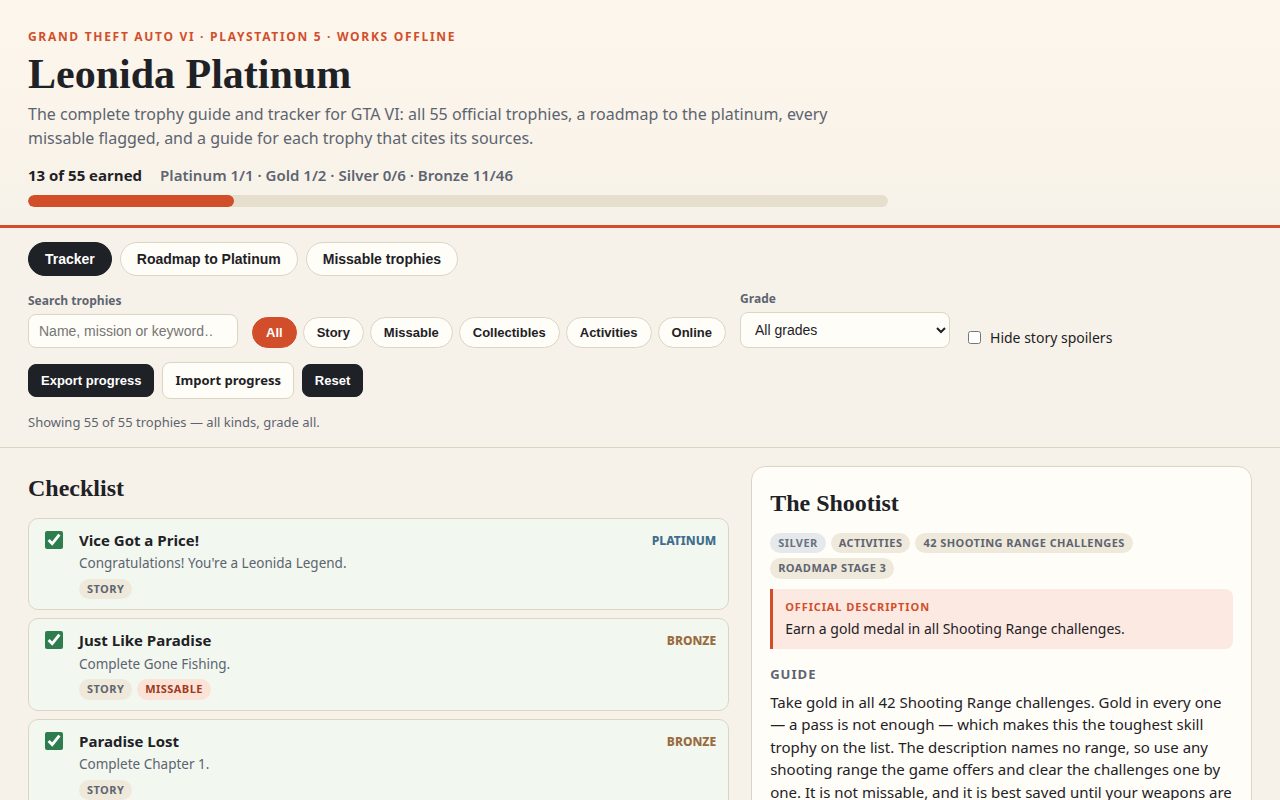 GRAND THEFT AUTO VI · PLAYSTATION 5 · WORKS OFFLINE
Leonida Platinum
The complete trophy guide and tracker for GTA VI: all 55 official trophies, a roadmap to the platinum, every
missable flagged, and a guide for each trophy that cites its sources.
13 of 55 earned Platinum 1/1 · Gold 1/2 · Silver 0/6 · Bronze 11/46
Tracker Roadmap to Platinum Missable trophies
Search trophies
Grade
Name, mission or keyword..
All Story Missable Collectibles Activities Online
All grades
Hide story spoilers
Export progress Import progress Reset
Showing 55 of 55 trophies — all kinds, grade all.
Checklist
Vice Got a Price! PLATINUM
Congratulations! You're a Leonida Legend.
STORY
Just Like Paradise BRONZE
Complete Gone Fishing.
STORY MISSABLE
Paradise Lost BRONZE
Complete Chapter 1.
STORY
The Shootist
SILVER ACTIVITIES 42 SHOOTING RANGE CHALLENGES
ROADMAP STAGE 3
OFFICIAL DESCRIPTION
Earn a gold medal in all Shooting Range challenges.
GUIDE
Take gold in all 42 Shooting Range challenges. Gold in every one
— a pass is not enough — which makes this the toughest skill
trophy on the list. The description names no range, so use any
shooting range the game offers and clear the challenges one by
one. It is not missable, and it is best saved until your weapons are